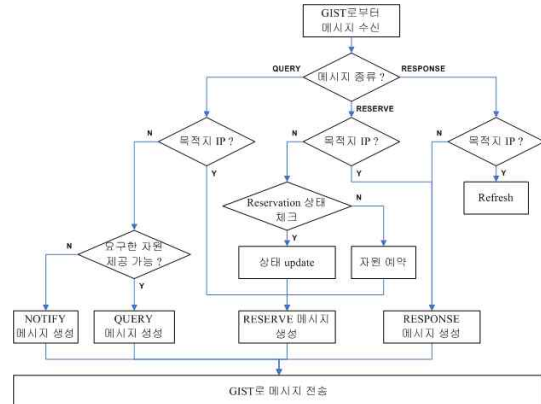 GIST로부터
메시지 수신
QUERY
메시지 종류 ?
RESPONSE
RESERVE
N
목적지 IP ?
N
목적지 IP ?
N
목적지 IP ?
Y
Y
Y
Reservation 상태
체크
N
Refresh
N
요구한 자원
제공 가능 ?
Y
Y
상태 update
자원 예약
NOTIFY
메시지 생성
QUERY
메시지 생성
RESERVE 메시지
생성
RESPONSE
메시지 생성
GIST로 메시지 전송